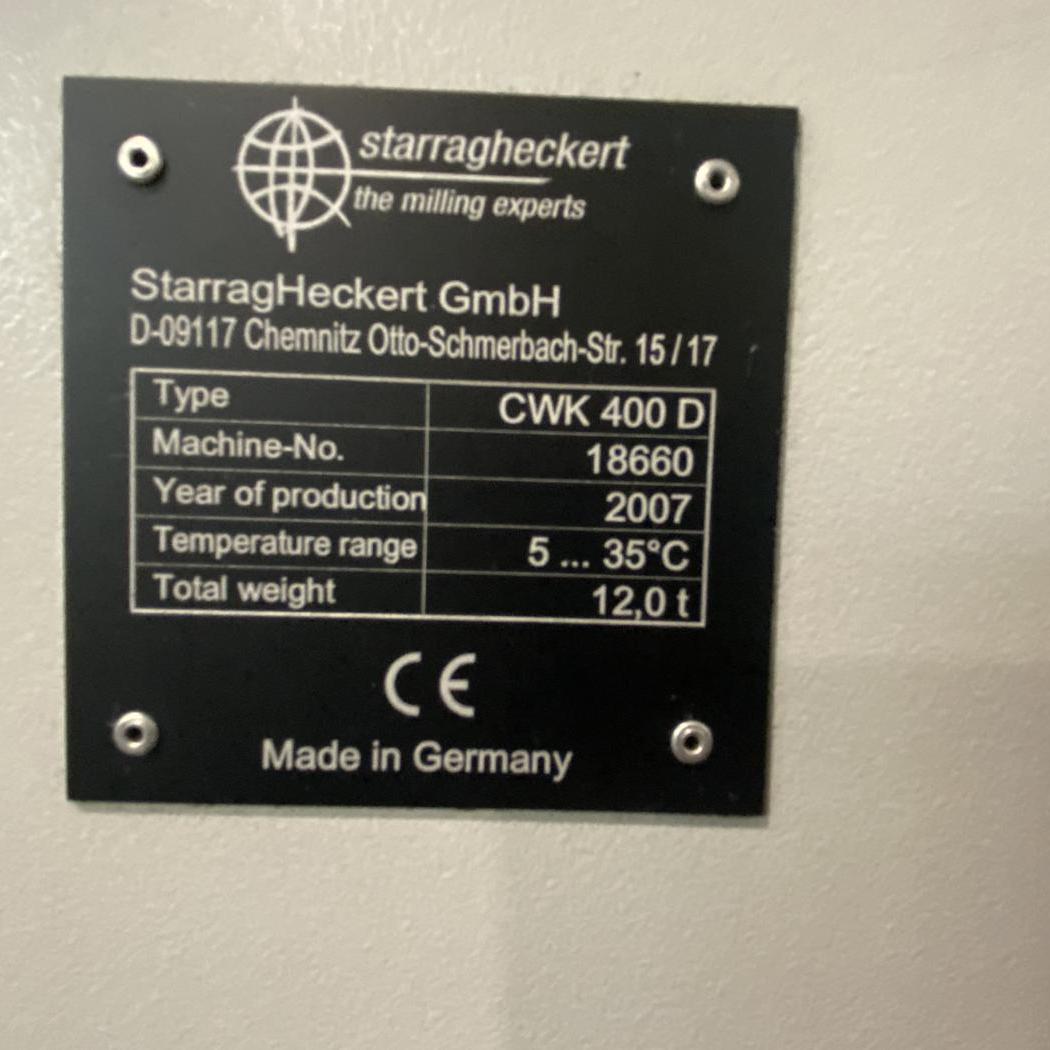 starragheckert
the milling experts
StarragHeckert GmbH
D-09117 Chemnitz Otto-Schmerbach-Str. 15 / 17
Type CWK 400 D
Machine-No. 18660
Year of production 2007
Temperature range 5 ... 35°C
Total weight 12,0 t
CE
Made in Germany